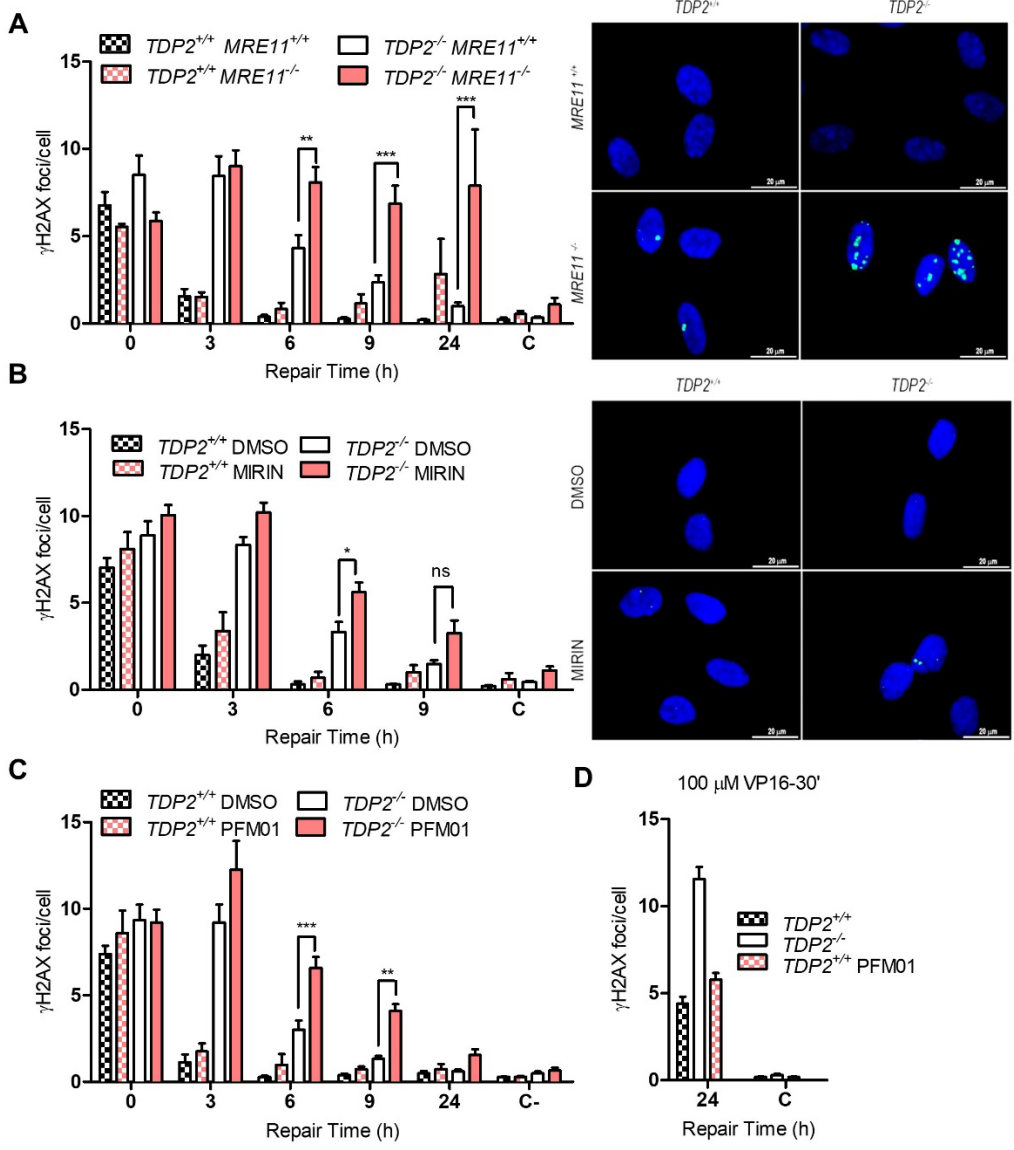 A
TDP2+/+ MRE11+/+
TDP2-/- MRE11+/+
TDP2+/+ MRE11-/-
TDP2-/- MRE11-/-
15
10
5
0
γH2AX foci/cell
**
***
***
0 3 6 9 24 C
Repair Time (h)
TDP2+/+
TDP2-/-
MRE11 +/+
MRE11 -/-
20 µm
20 µm
20 µm
20 µm
B
TDP2+/+ DMSO
TDP2-/- DMSO
TDP2+/+ MIRIN
TDP2-/- MIRIN
15
10
5
0
γH2AX foci/cell
*
ns
0 3 6 9 C
Repair Time (h)
TDP2+/+
TDP2-/-
DMSO
MIRIN
20 µm
20 µm
20 µm
20 µm
C
TDP2+/+ DMSO
TDP2-/- DMSO
TDP2+/+ PFM01
TDP2-/- PFM01
15
10
5
0
γH2AX foci/cell
***
**
0 3 6 9 24 C-
Repair Time (h)
D
100 µM VP16-30'
15
10
5
0
γH2AX foci/cell
TDP2+/+
TDP2-/-
TDP2+/+ PFM01
24 C
Repair Time (h)